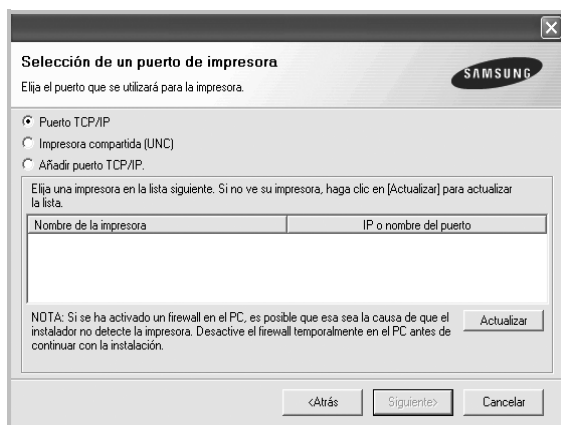 Selección de un puerto de impresora
Elija el puerto que se utilizará para la impresora.
SAMSUNG
Puerto TCP/IP
Impresora compartida (UNC)
Añadir puerto TCP/IP.
Elija una impresora en la lista siguiente. Si no ve su impresora, haga clic en [Actualizar] para actualizar
la lista.
Nombre de la impresora IP o nombre del puerto
NOTA: Si se ha activado un firewall en el PC, es posible que esa sea la causa de que el
instalador no detecte la impresora. Desactive el firewall temporalmente en el PC antes de
continuar con la instalación.
Actualizar
<Atrás Siguiente> Cancelar